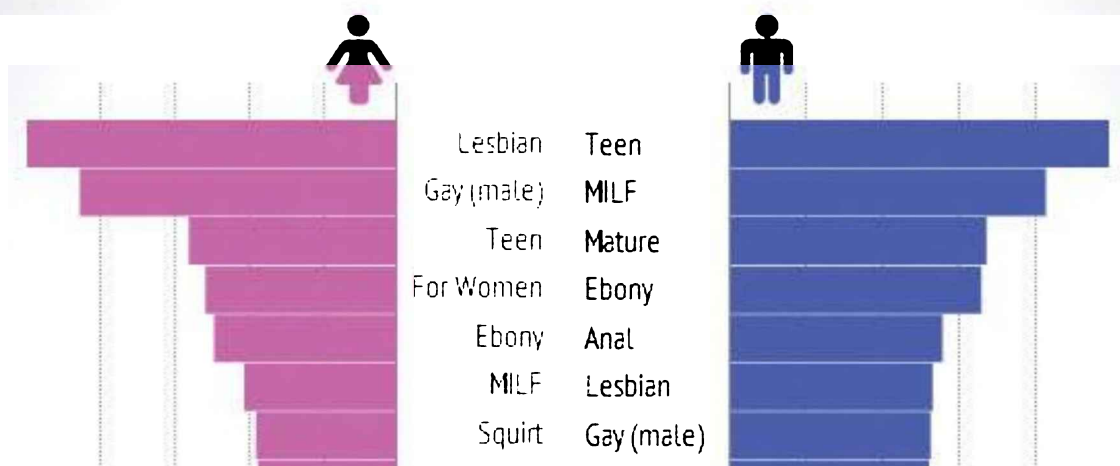 Lesbian Teen
Gay (male) MILF
Teen Mature
For Women Ebony
Ebony Anal
MILF Lesbian
Squirt Gay (male)